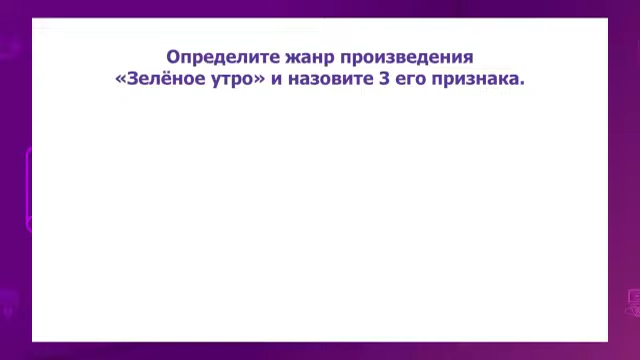 Определите жанр произведения
«Зелёное утро» и назовите 3 его признака.